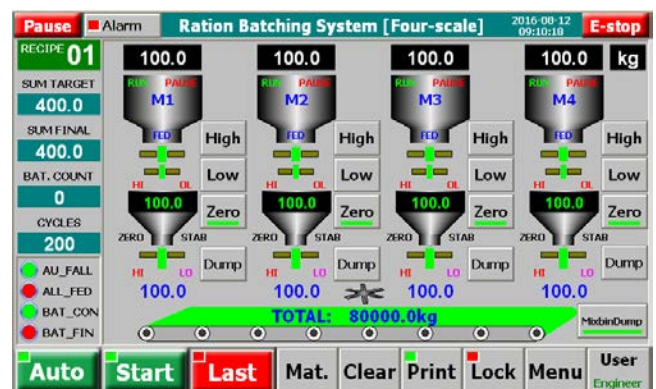 Pause Alarm Ration Batching System [Four-scale] 2016-08-12 09:10:18 E-stop
RECIPE 01 100.0 100.0 100.0 100.0 kg
SUM TARGET RUN PAUSE RUN PAUSE RUN PAUSE RUN PAUSE
400.0 M1 M2 M3 M4
SUM FINAL FED FED FED FED
400.0 High High High High
BAT. COUNT Low Low Low Low
0 HI OL HI OL HI OL HI OL
CYCLES 100.0 Zero 100.0 Zero 100.0 Zero 100.0 Zero
200 ZERO STAB ZERO STAB ZERO STAB ZERO STAB
AU_FALL HI LO Dump HI LO Dump HI LO Dump HI LO Dump
ALL_FED 100.0 100.0 100.0 100.0
BAT_CON TOTAL: 80000.0kg MixbinDump
BAT_FIN
Auto Start Last Mat. Clear Print Lock Menu User
Engineer